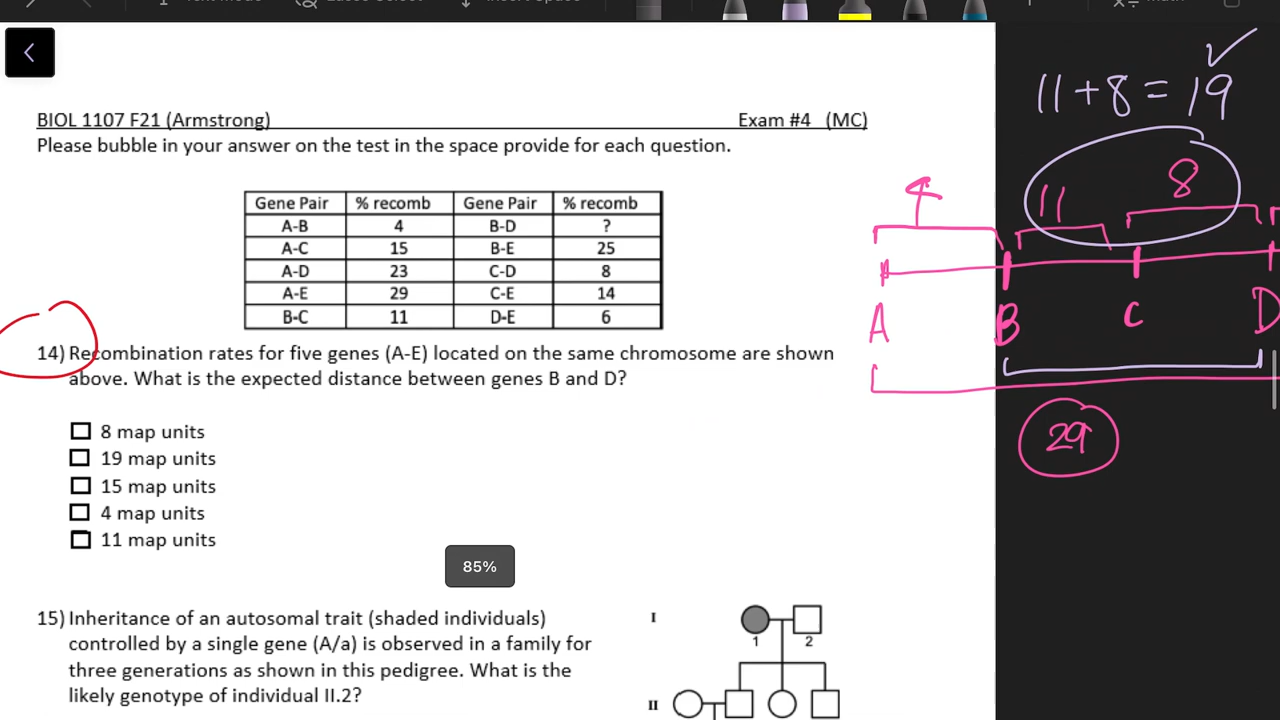 BIOL 1107 F21 (Armstrong) Exam #4 (MC)
Please bubble in your answer on the test in the space provide for each question.
Gene Pair % recomb Gene Pair % recomb
A-B 4 B-D ?
A-C 15 B-E 25
A-D 23 C-D 8
A-E 29 C-E 14
B-C 11 D-E 6
14) Recombination rates for five genes (A-E) located on the same chromosome are shown
above. What is the expected distance between genes B and D?
8 map units
19 map units
15 map units
4 map units
11 map units
85%
15) Inheritance of an autosomal trait (shaded individuals)
controlled by a single gene (A/a) is observed in a family for
three generations as shown in this pedigree. What is the
likely genotype of individual II.2?
I
1 2
II
11 + 8 = 19
4 11 8
A B C D
29